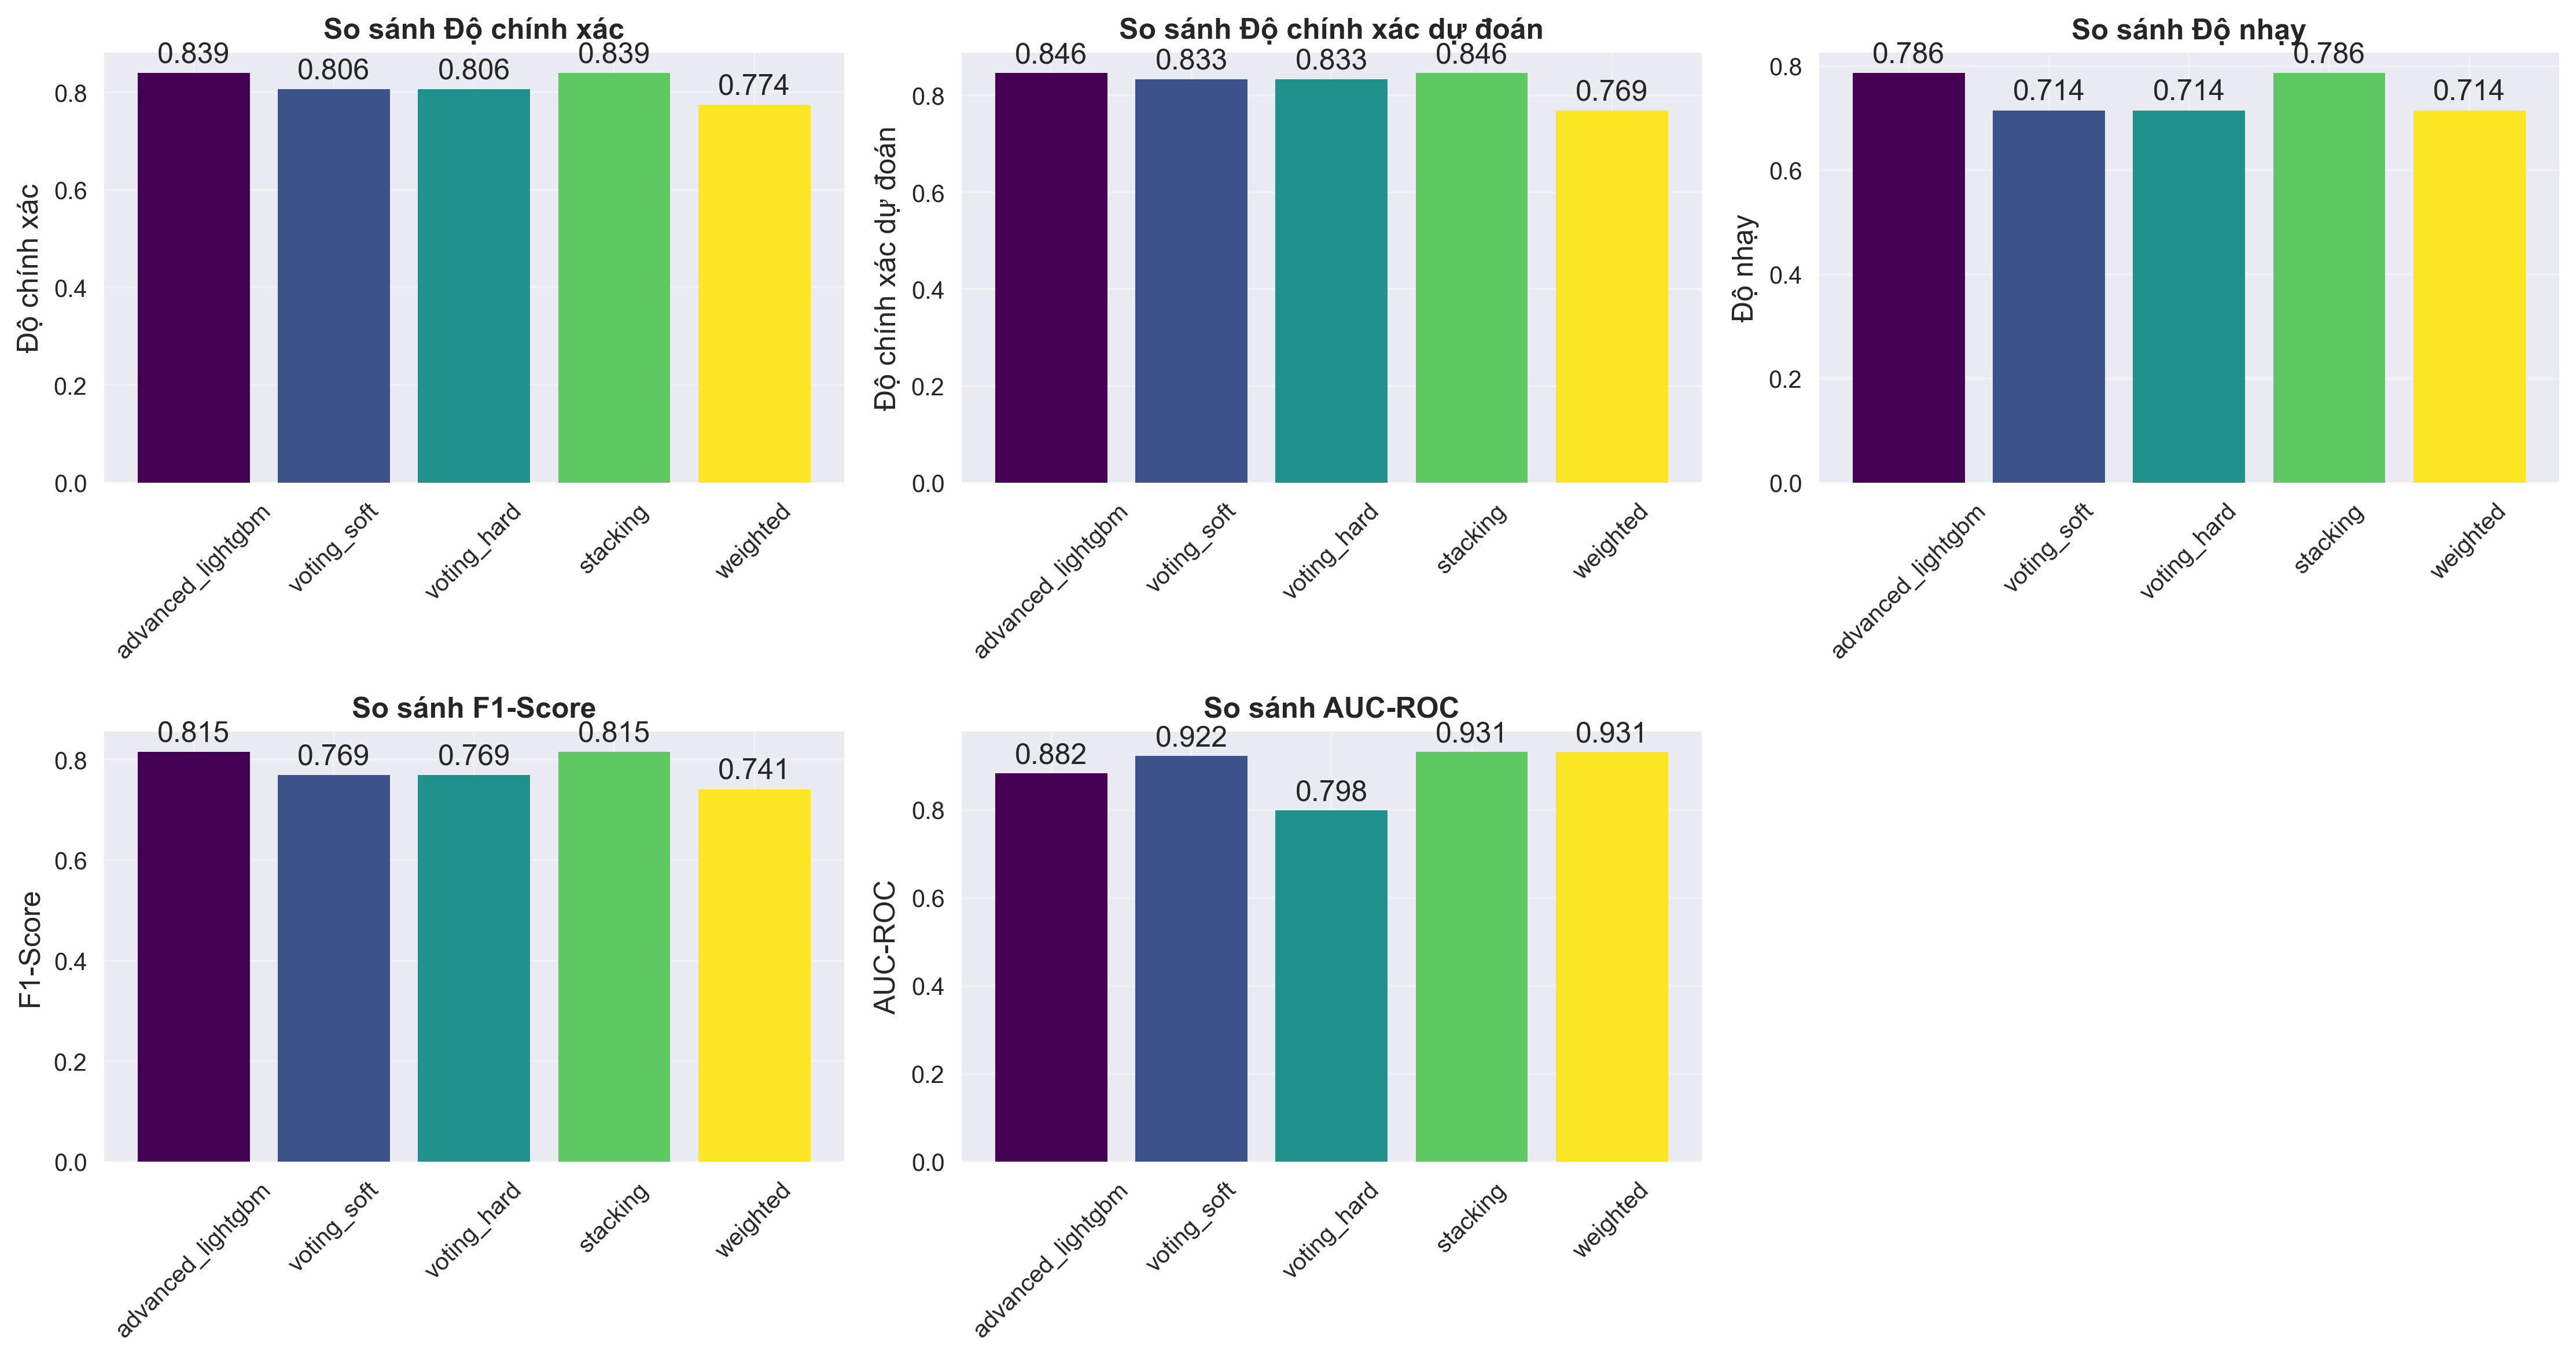 So sánh Độ chính xác
0.839
0.806
0.806
0.839
0.774
Độ chính xác
0.8
0.6
0.4
0.2
0.0
advanced_lightgbm
voting_soft
voting_hard
stacking
weighted
So sánh Độ chính xác dự đoán
0.846
0.833
0.833
0.846
0.769
Độ chính xác dự đoán
0.8
0.6
0.4
0.2
0.0
advanced_lightgbm
voting_soft
voting_hard
stacking
weighted
So sánh Độ nhạy
0.786
0.714
0.714
0.786
0.714
Độ nhạy
0.8
0.6
0.4
0.2
0.0
advanced_lightgbm
voting_soft
voting_hard
stacking
weighted
So sánh F1-Score
0.815
0.769
0.769
0.815
0.741
F1-Score
0.8
0.6
0.4
0.2
0.0
advanced_lightgbm
voting_soft
voting_hard
stacking
weighted
So sánh AUC-ROC
0.882
0.922
0.798
0.931
0.931
AUC-ROC
0.8
0.6
0.4
0.2
0.0
advanced_lightgbm
voting_soft
voting_hard
stacking
weighted